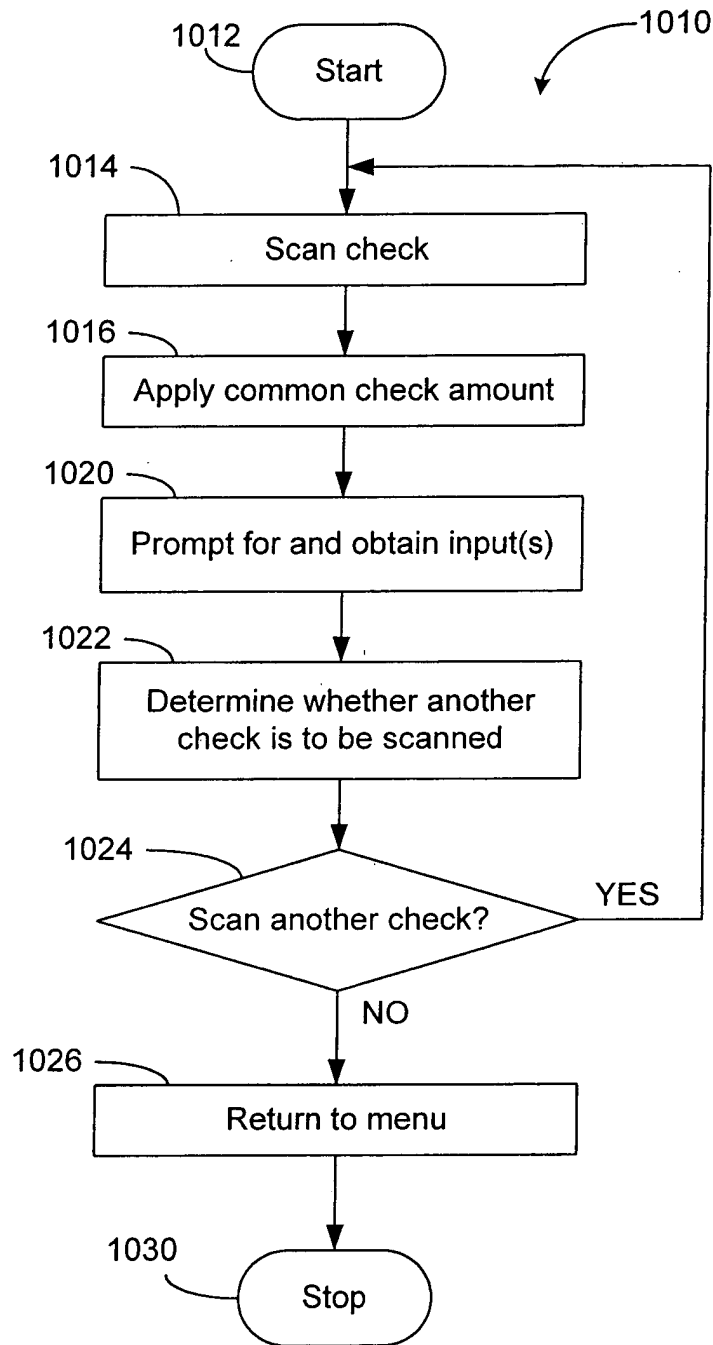 1012
1010
Start
1014
Scan check
1016
Apply common check amount
1020
Prompt for and obtain input(s)
1022
Determine whether another
check is to be scanned
1024
Scan another check?
YES
NO
1026
Return to menu
1030
Stop